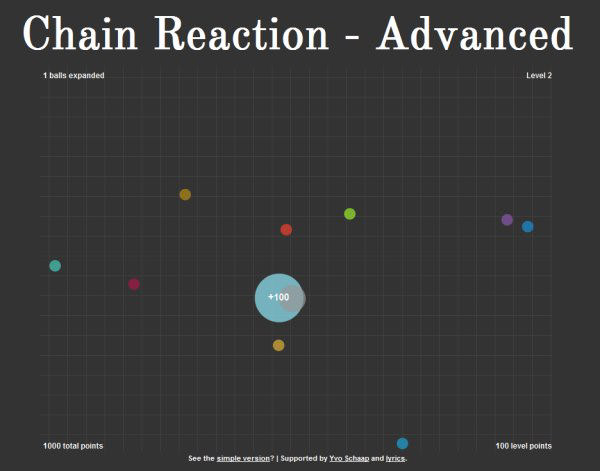 Chain Reaction - Advanced
1 balls expanded
Level 2
+100
1000 total points
100 level points
See the simple version? | Supported by Yvo Schaap and lyrics.